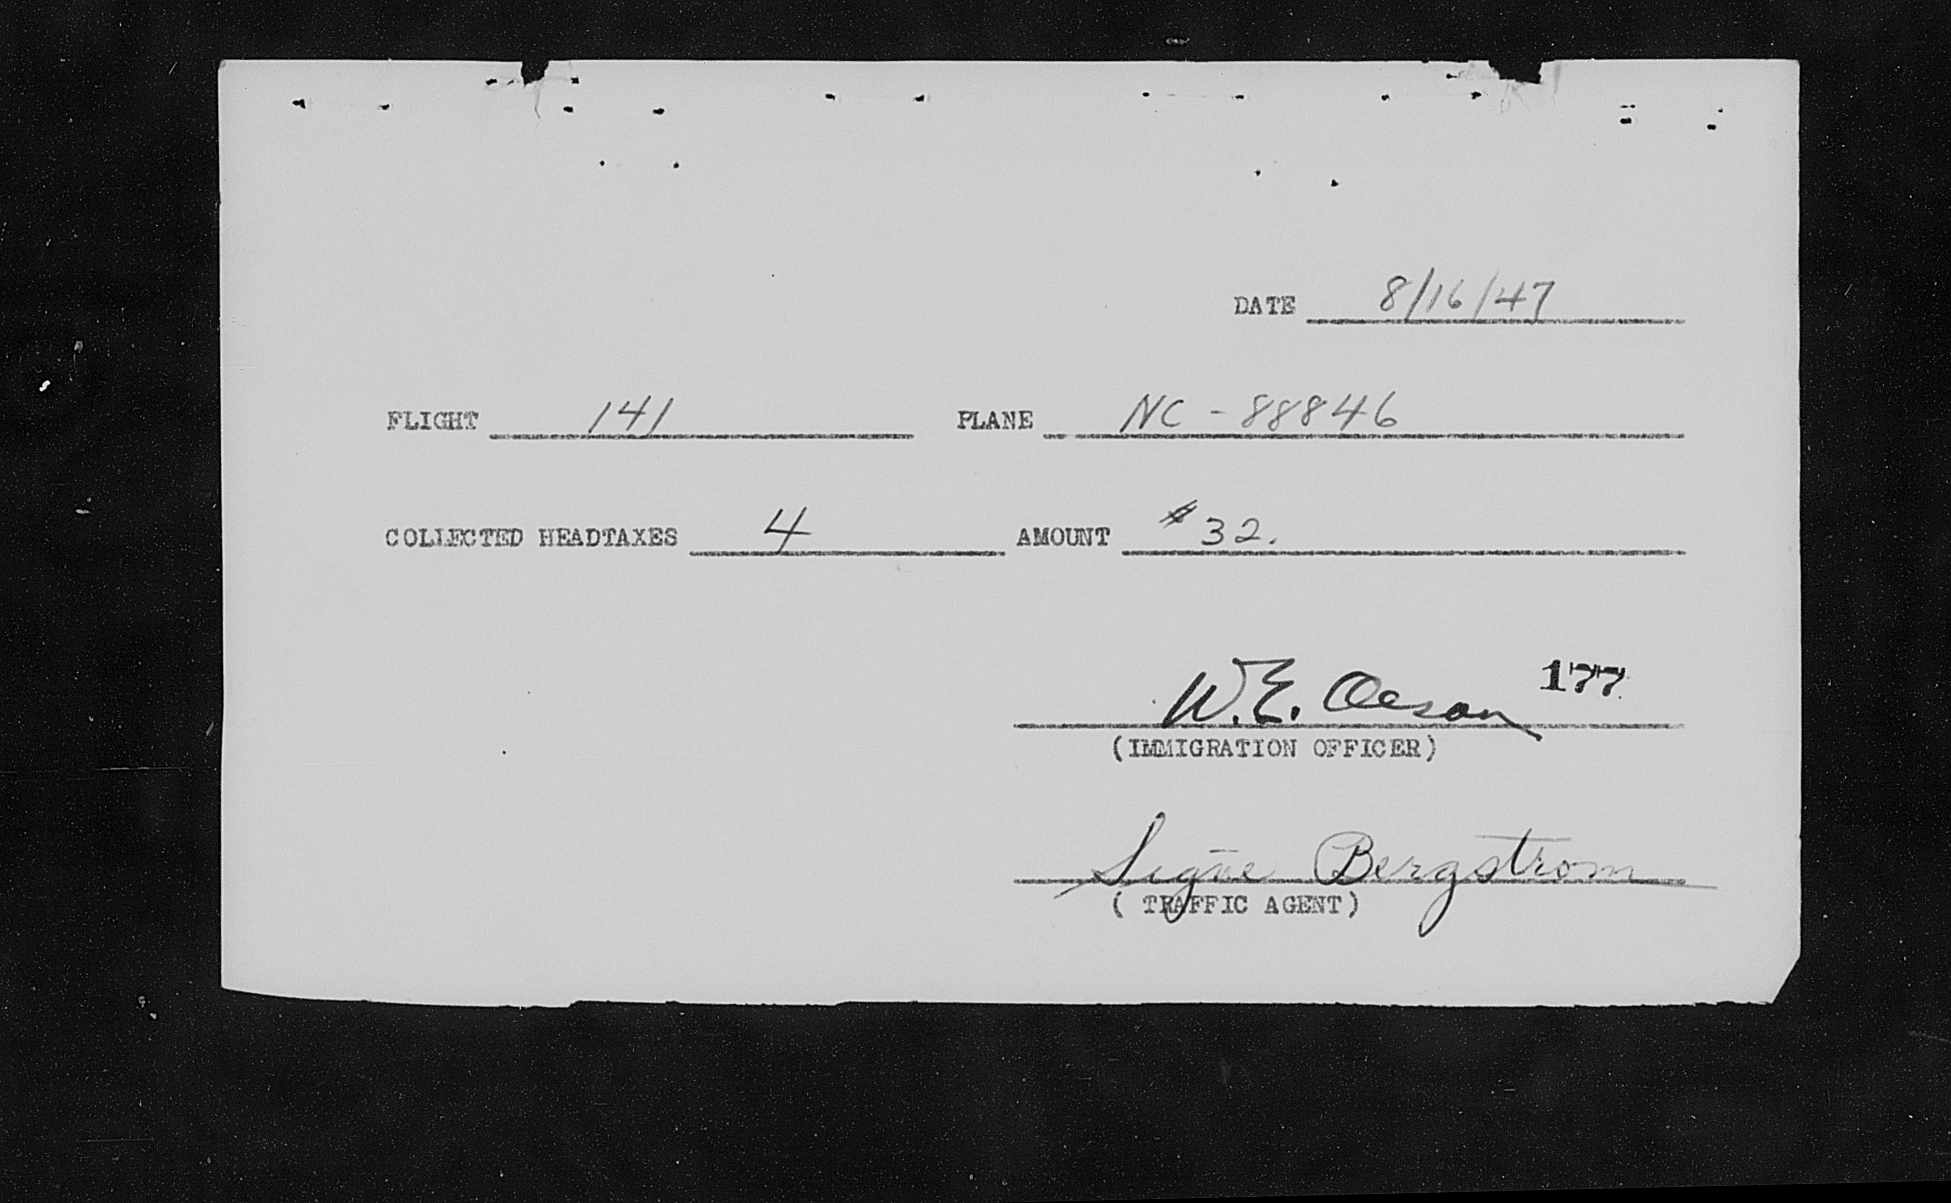 DATE 8/16/47
FLIGHT 141 PLANE NC-88846
COLLECTED HEADTAXES 4 AMOUNT $32.
W.E. Oeson 177
(IMMIGRATION OFFICER)
Signe Bergstrom
( TRAFFIC AGENT)